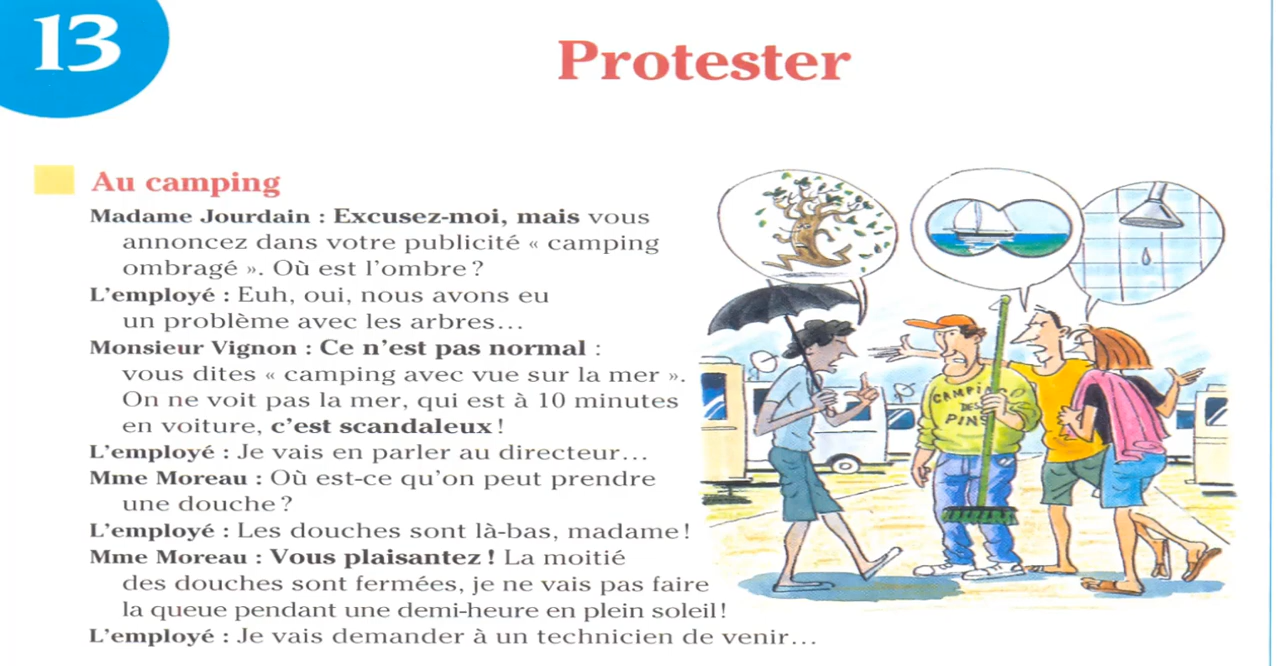 13
Protester
Au camping
Madame Jourdain : Excusez-moi, mais vous
annoncez dans votre publicité « camping
ombragé ». Où est l'ombre ?
L'employé : Euh, oui, nous avons eu
un problème avec les arbres...
Monsieur Vignon : Ce n'est pas normal :
vous dites « camping avec vue sur la mer ».
On ne voit pas la mer, qui est à 10 minutes
en voiture, c'est scandaleux !
L'employé : Je vais en parler au directeur...
Mme Moreau : Où est-ce qu'on peut prendre
une douche ?
L'employé : Les douches sont là-bas, madame !
Mme Moreau : Vous plaisantez ! La moitié
des douches sont fermées, je ne vais pas faire
la queue pendant une demi-heure en plein soleil !
L'employé : Je vais demander à un technicien de venir...
CAMPING
DES
PINS